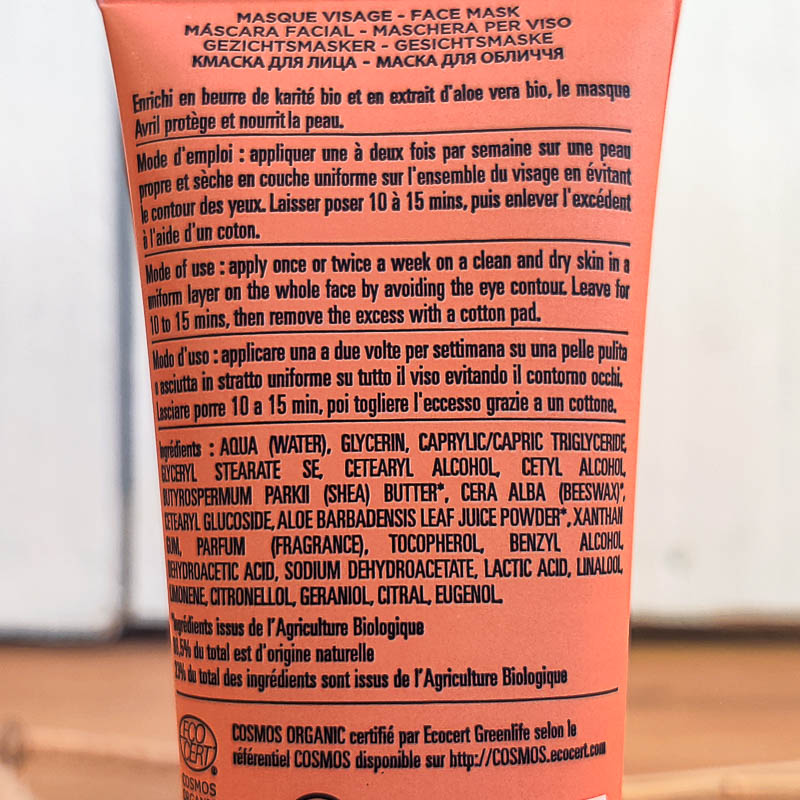 MASQUE VISAGE - FACE MASK
MÁSCARA FACIAL - MASCHERA PER VISO
GEZICHTSMASKER - GESICHTSMASKE
КМАСКА ДЛЯ ЛИЦА - МАСКА ДЛЯ ОБЛИЧЧЯ
Enrichi en beurre de karité bio et en extrait d'aloe vera bio, le masque
Avril protège et nourrit la peau.
Mode d'emploi : appliquer une à deux fois par semaine sur une peau
propre et sèche en couche uniforme sur l'ensemble du visage en évitant
le contour des yeux. Laisser poser 10 à 15 mins, puis enlever l'excédent
à l'aide d'un coton.
Mode of use : apply once or twice a week on a clean and dry skin in a
uniform layer on the whole face by avoiding the eye contour. Leave for
10 to 15 mins, then remove the excess with a cotton pad.
Modo d'uso : applicare una a due volte per settimana su una pelle pulita
o asciutta in stratto uniforme su tutto il viso evitando il contorno occhi.
Lasciare porre 10 a 15 min, poi togliere l'eccesso grazie a un cottone.
Ingrédients : AQUA (WATER), GLYCERIN, CAPRYLIC/CAPRIC TRIGLYCERIDE,
GLYCERYL STEARATE SE, CETEARYL ALCOHOL, CETYL ALCOHOL,
BUTYROSPERMUM PARKII (SHEA) BUTTER*, CERA ALBA (BEESWAX)*,
CETEARYL GLUCOSIDE, ALOE BARBADENSIS LEAF JUICE POWDER*, XANTHAN
GUM, PARFUM (FRAGRANCE), TOCOPHEROL, BENZYL ALCOHOL,
DEHYDROACETIC ACID, SODIUM DEHYDROACETATE, LACTIC ACID, LINALOOL,
LIMONENE, CITRONELLOL, GERANIOL, CITRAL, EUGENOL.
*Ingrédients issus de l'Agriculture Biologique
du total est d'origine naturelle
23% du total des ingrédients sont issus de l'Agriculture Biologique
COSMOS ORGANIC certifié par Ecocert Greenlife selon le
référentiel COSMOS disponible sur http://COSMOS.ecocert.com
ECO
CERT
COSMOS
ORGANIC